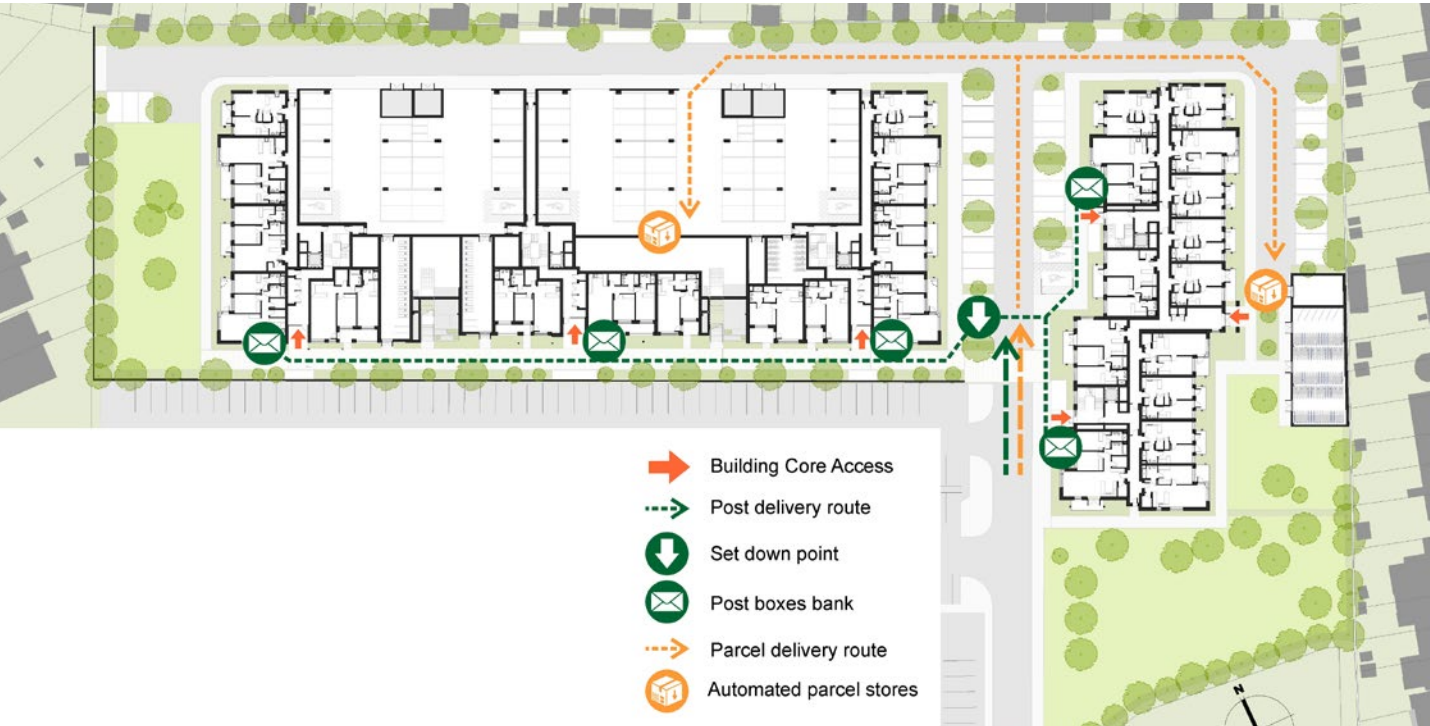 Building Core Access
Post delivery route
Set down point
Post boxes bank
Parcel delivery route
Automated parcel stores
N